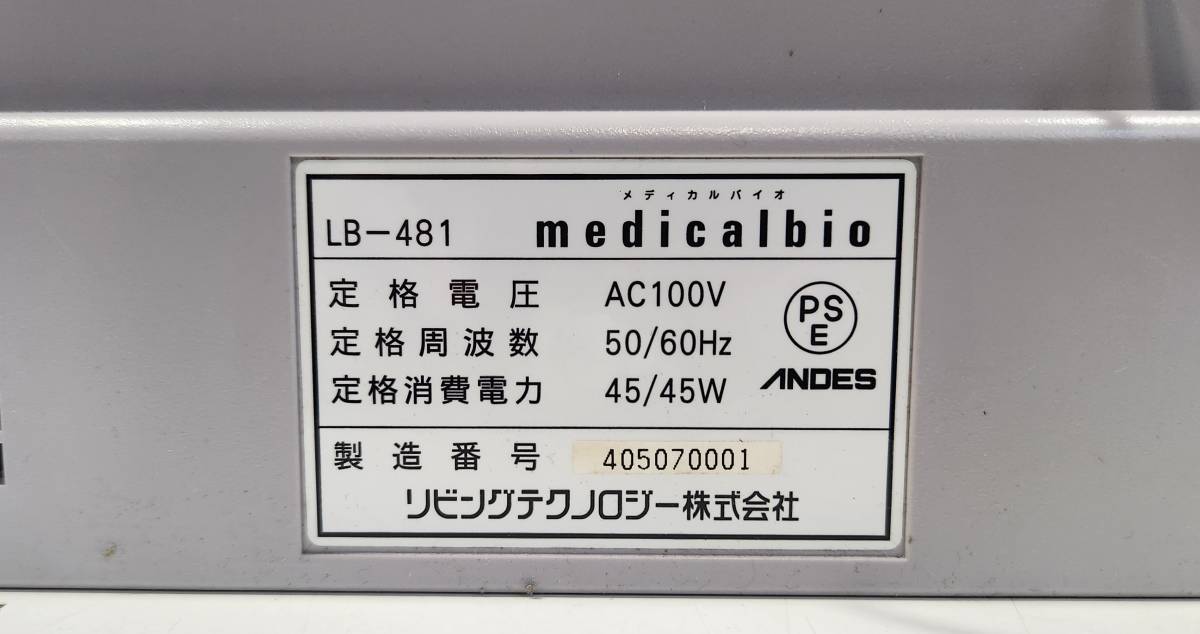 メディカルバイオ
LB-481 medicalbio
定格電圧 AC100V
定格周波数 50/60Hz
定格消費電力 45/45W
PS
E
ANDES
製造番号 405070001
リビングテクノロジー株式会社